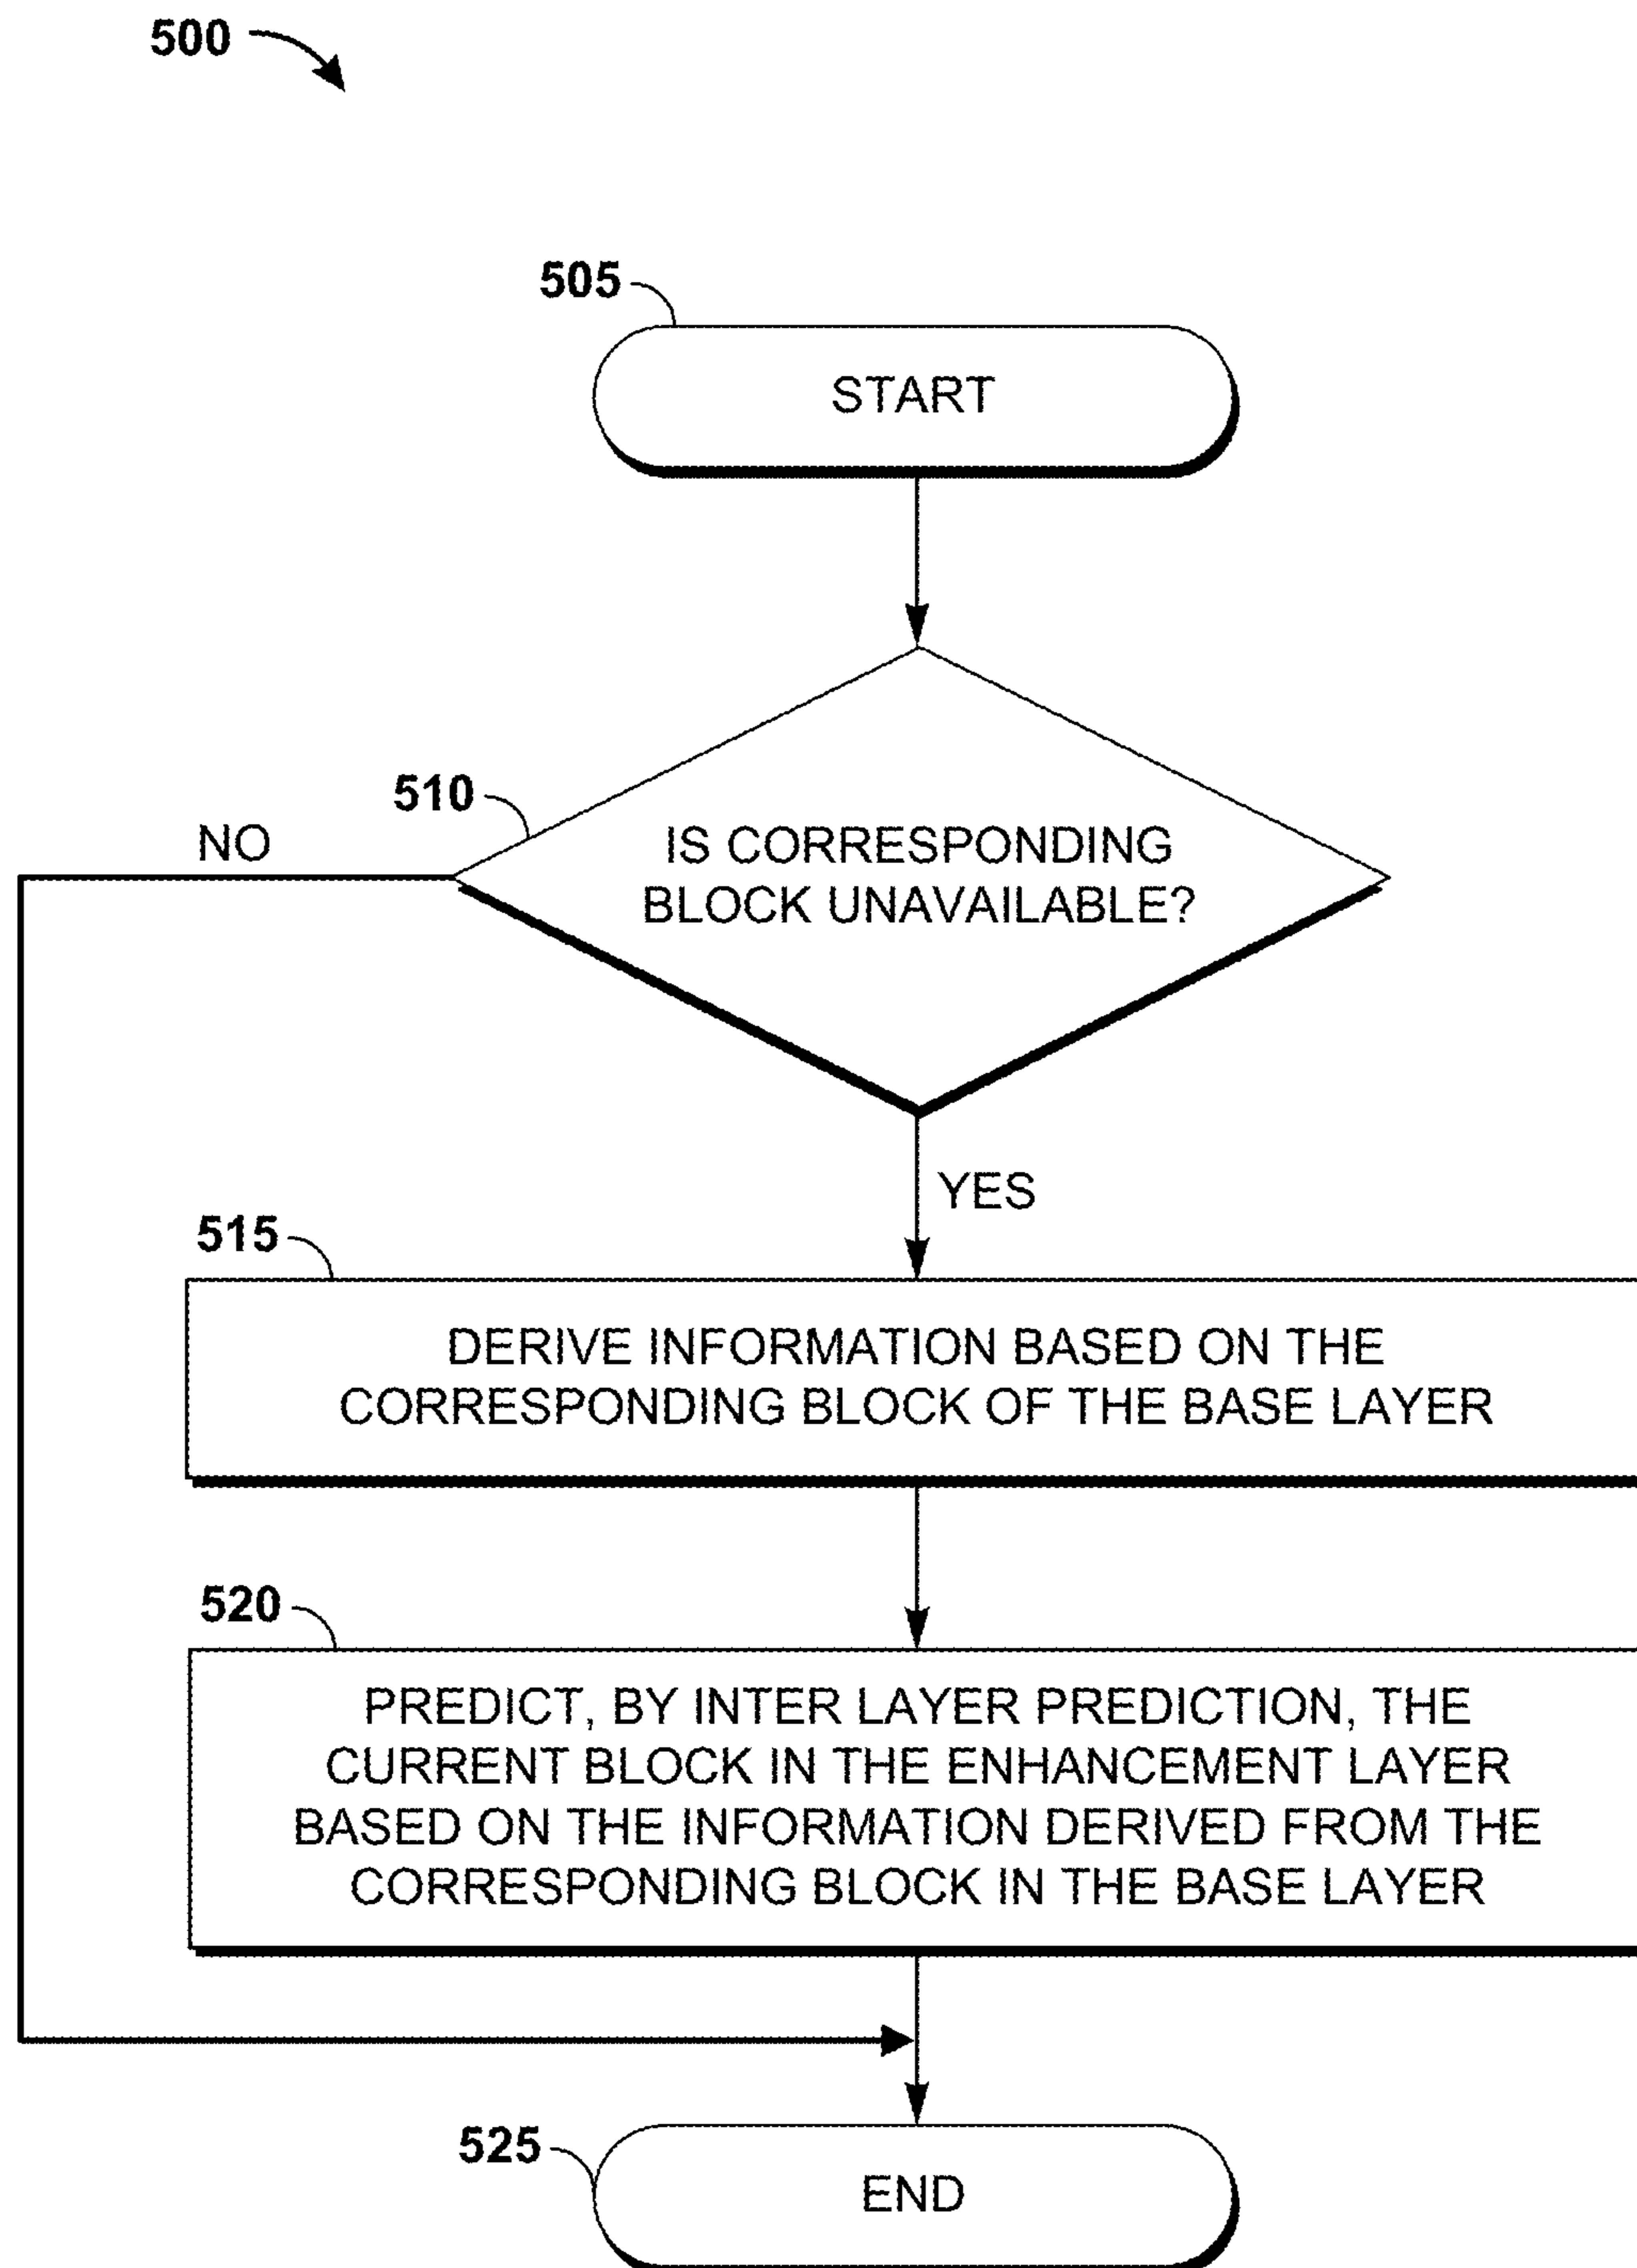 500
505
START
510
NO
IS CORRESPONDING
BLOCK UNAVAILABLE?
YES
515
DERIVE INFORMATION BASED ON THE
CORRESPONDING BLOCK OF THE BASE LAYER
520
PREDICT, BY INTER LAYER PREDICTION, THE
CURRENT BLOCK IN THE ENHANCEMENT LAYER
BASED ON THE INFORMATION DERIVED FROM THE
CORRESPONDING BLOCK IN THE BASE LAYER
525
END